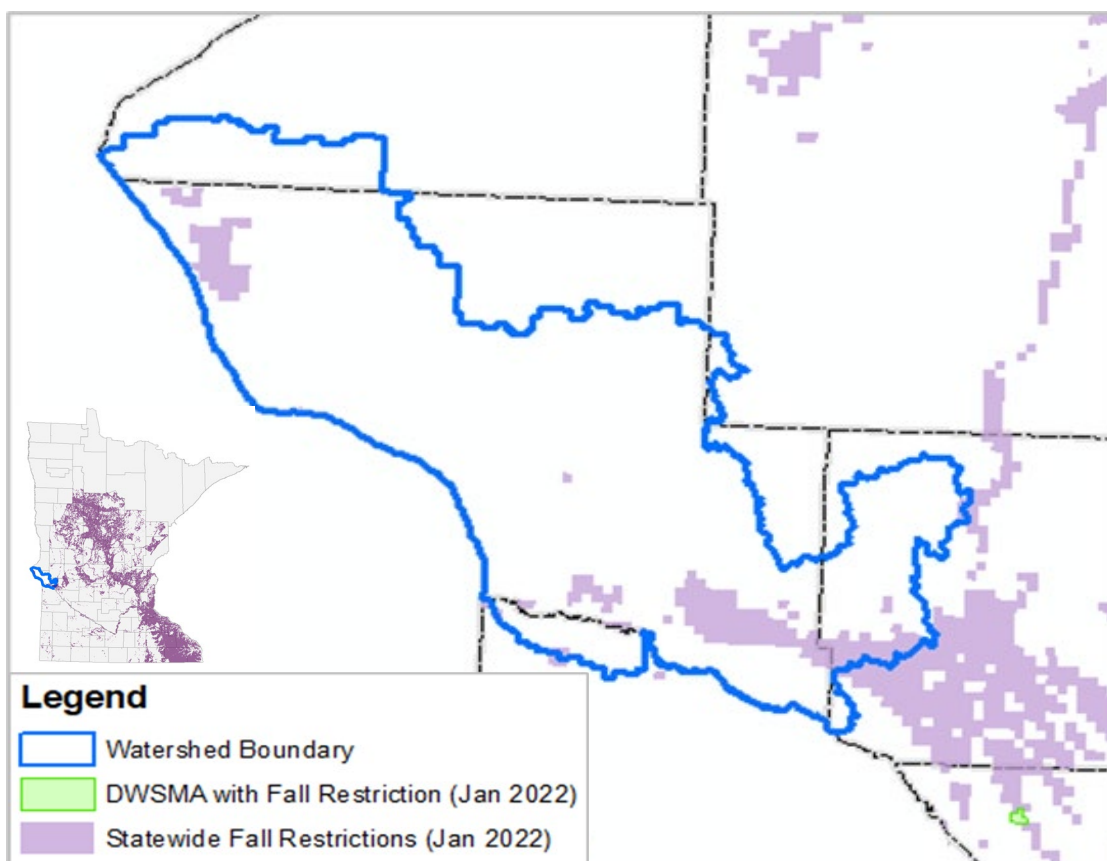 Legend
Watershed Boundary
DWSMA with Fall Restriction (Jan 2022)
Statewide Fall Restrictions (Jan 2022)